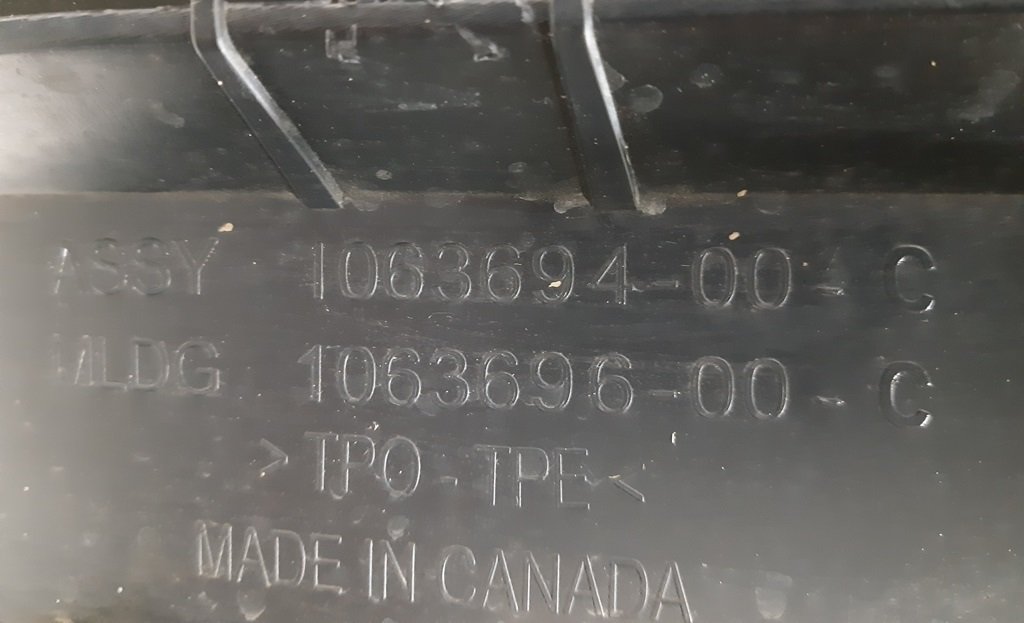 ASSY 1063694-00-C
MLDG 1063696-00-C
>TPO-TPE<
MADE IN CANADA